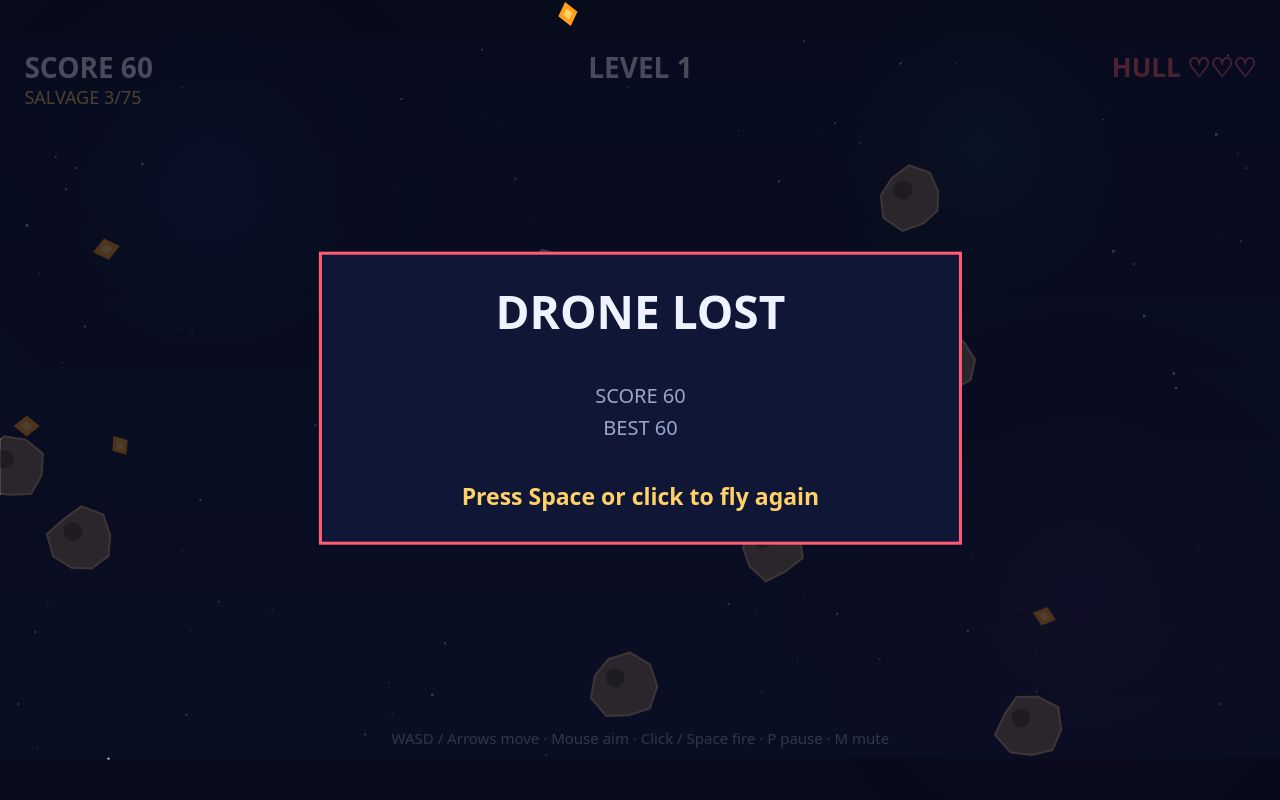 SCORE 60
LEVEL 1
HULL ♡♡♡
SALVAGE 3/75
DRONE LOST
SCORE 60
BEST 60
Press Space or click to fly again
WASD / Arrows move · Mouse aim · Click / Space fire · P pause · M mute